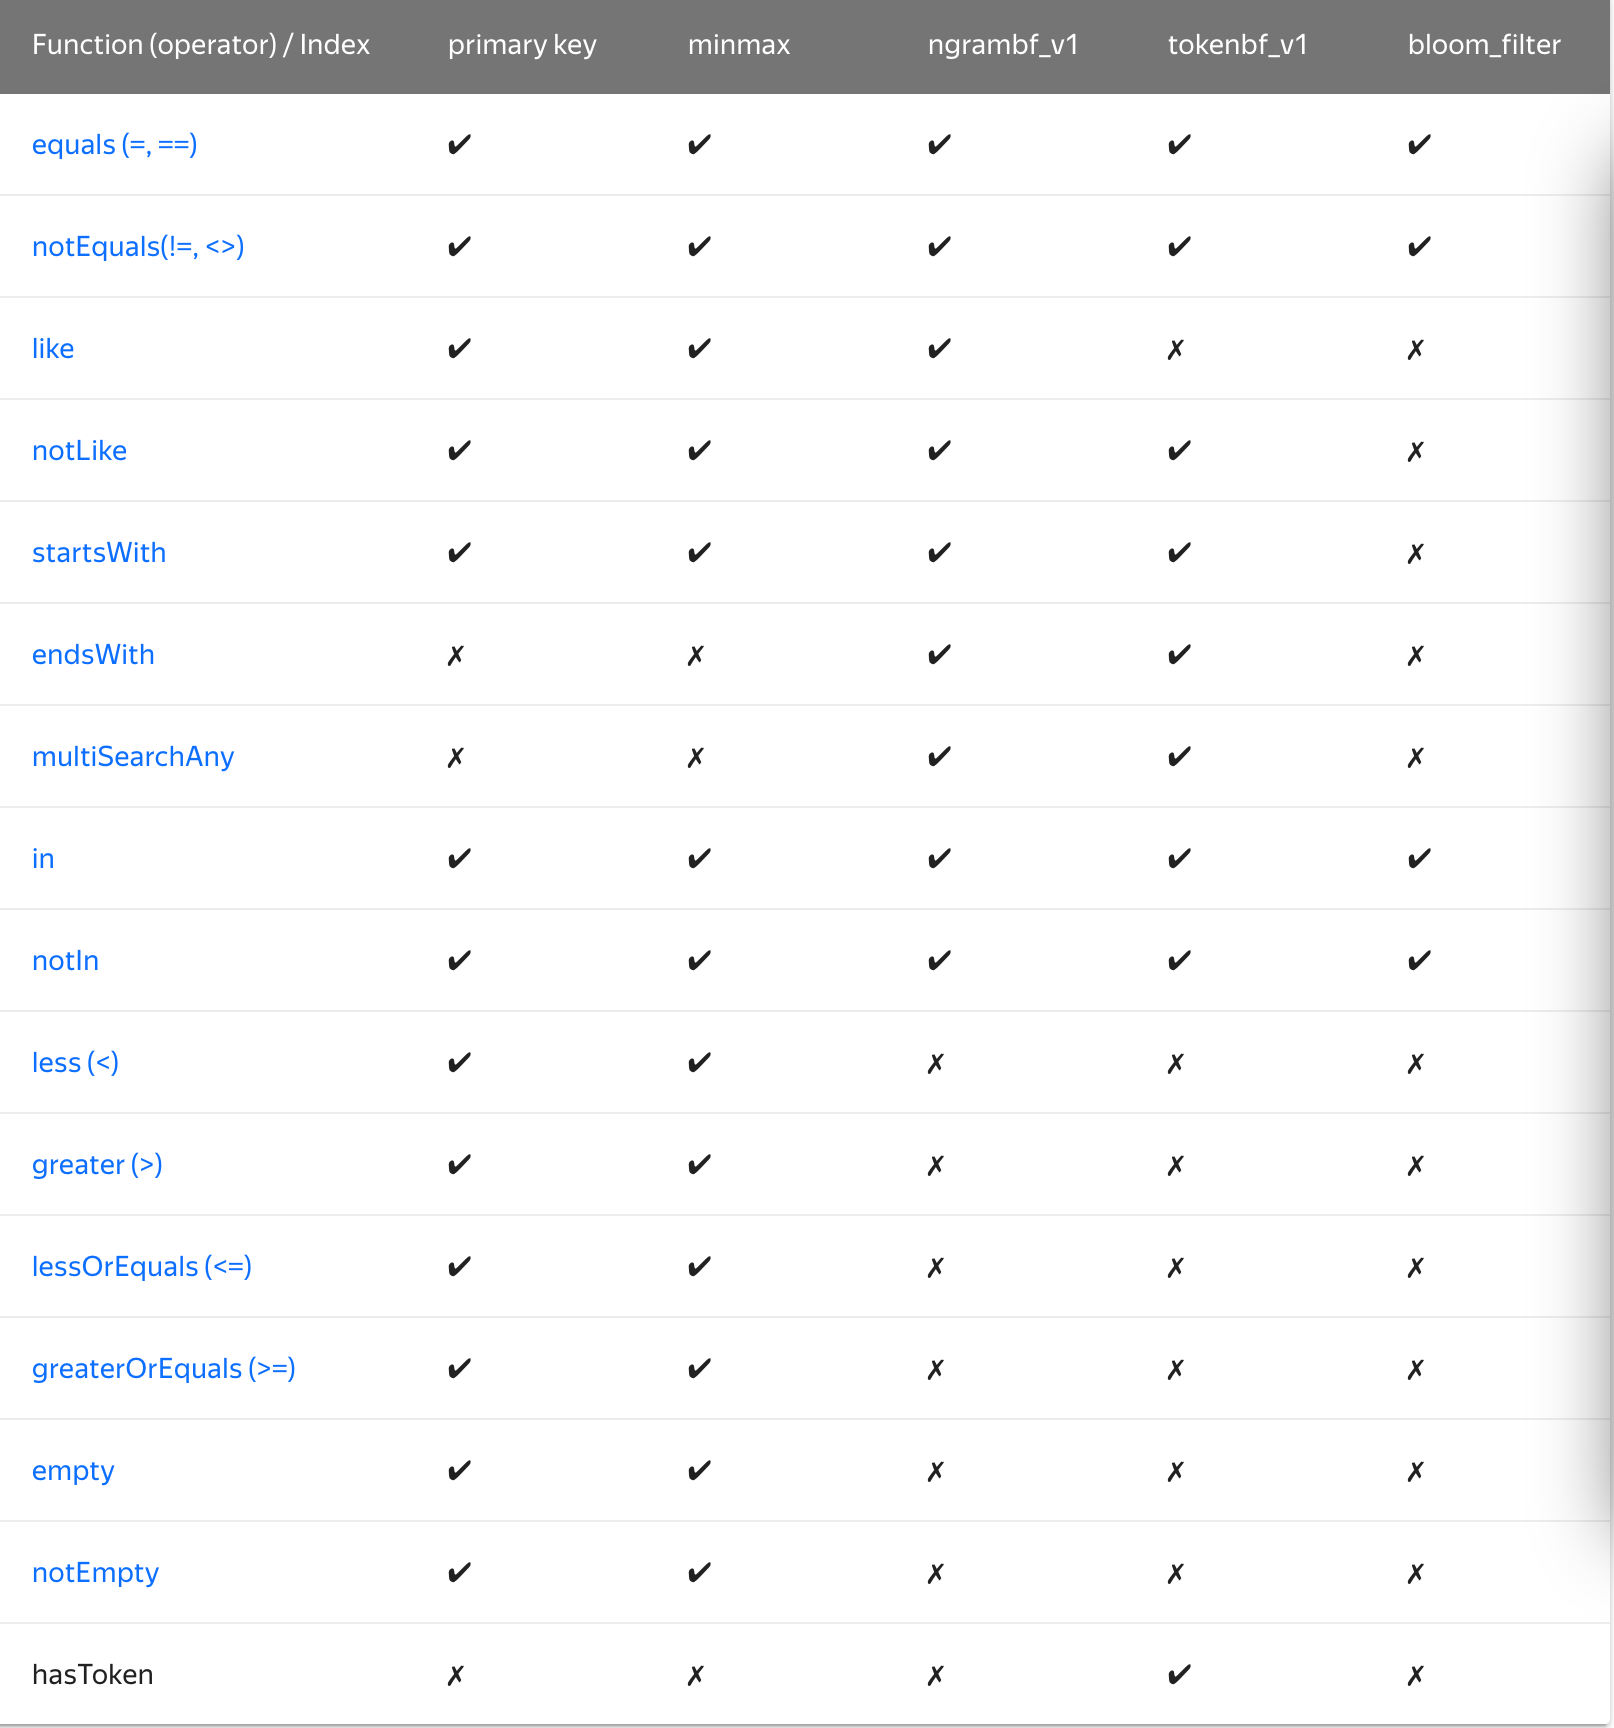 Function (operator) / Index primary key minmax ngrambf_v1 tokenbf_v1 bloom_filter
equals (=, ==) ✔ ✔ ✔ ✔ ✔
notEquals(!=, <>) ✔ ✔ ✔ ✔ ✔
like ✔ ✔ ✔ ✗ ✗
notLike ✔ ✔ ✔ ✔ ✗
startsWith ✔ ✔ ✔ ✔ ✗
endsWith ✗ ✗ ✔ ✔ ✗
multiSearchAny ✗ ✗ ✔ ✔ ✗
in ✔ ✔ ✔ ✔ ✔
notIn ✔ ✔ ✔ ✔ ✔
less (<) ✔ ✔ ✗ ✗ ✗
greater (>) ✔ ✔ ✗ ✗ ✗
lessOrEquals (<=) ✔ ✔ ✗ ✗ ✗
greaterOrEquals (>=) ✔ ✔ ✗ ✗ ✗
empty ✔ ✔ ✗ ✗ ✗
notEmpty ✔ ✔ ✗ ✗ ✗
hasToken ✗ ✗ ✗ ✔ ✗